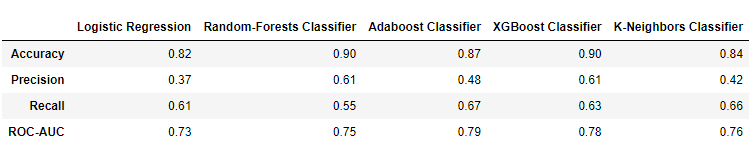 Logistic Regression Random-Forests Classifier Adaboost Classifier XGBoost Classifier K-Neighbors Classifier
Accuracy 0.82 0.90 0.87 0.90 0.84
Precision 0.37 0.61 0.48 0.61 0.42
Recall 0.61 0.55 0.67 0.63 0.66
ROC-AUC 0.73 0.75 0.79 0.78 0.76